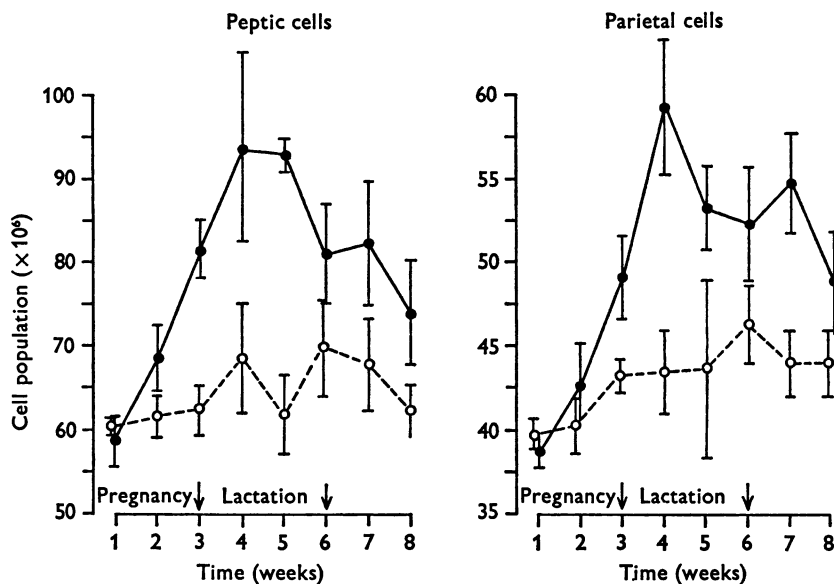 Peptic cells
Cell population (×10⁶)
100
90
80
70
60
50
Pregnancy Lactation
1 2 3 4 5 6 7 8
Time (weeks)
Parietal cells
60
55
50
45
40
35
Pregnancy Lactation
1 2 3 4 5 6 7 8
Time (weeks)